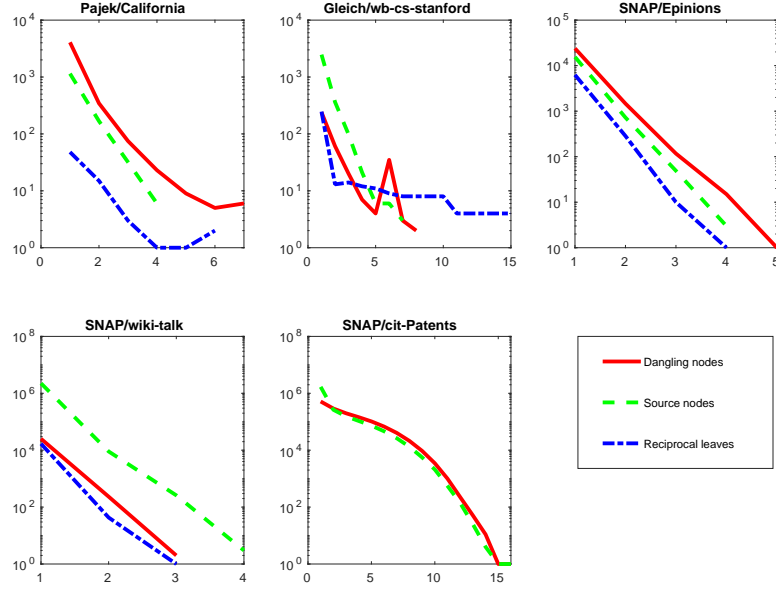 Pajek/California
10^4
10^3
10^2
10^1
10^0
0 2 4 6
Gleich/wb-cs-stanford
10^4
10^3
10^2
10^1
10^0
0 5 10 15
SNAP/Epinions
10^5
10^4
10^3
10^2
10^1
10^0
1 2 3 4 5
SNAP/wiki-talk
10^8
10^6
10^4
10^2
10^0
1 2 3 4
SNAP/cit-Patents
10^8
10^6
10^4
10^2
10^0
0 5 10 15
Dangling nodes
Source nodes
Reciprocal leaves